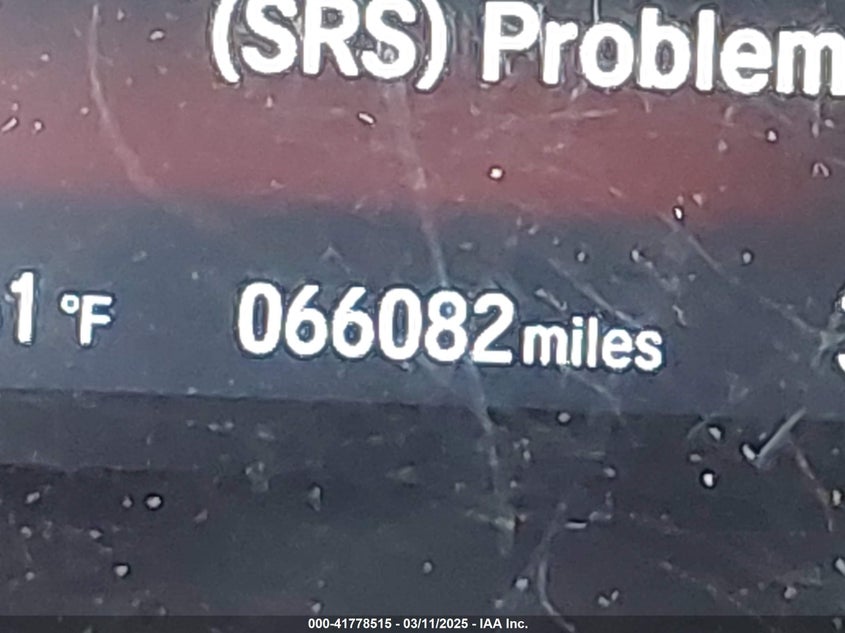 (SRS) Problem
1 °F 066082 miles
000-41778515 - 03/11/2025 - IAA Inc.